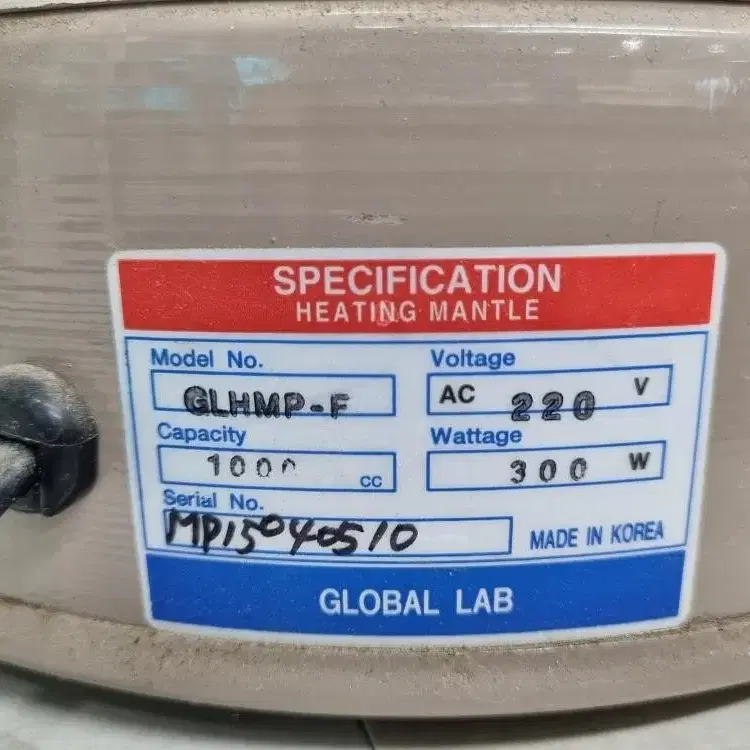 SPECIFICATION
HEATING MANTLE
Model No.
GLHMP-F
Voltage
AC 220 V
Capacity
1000 cc
Wattage
300 W
Serial No.
MP15040510
MADE IN KOREA
GLOBAL LAB